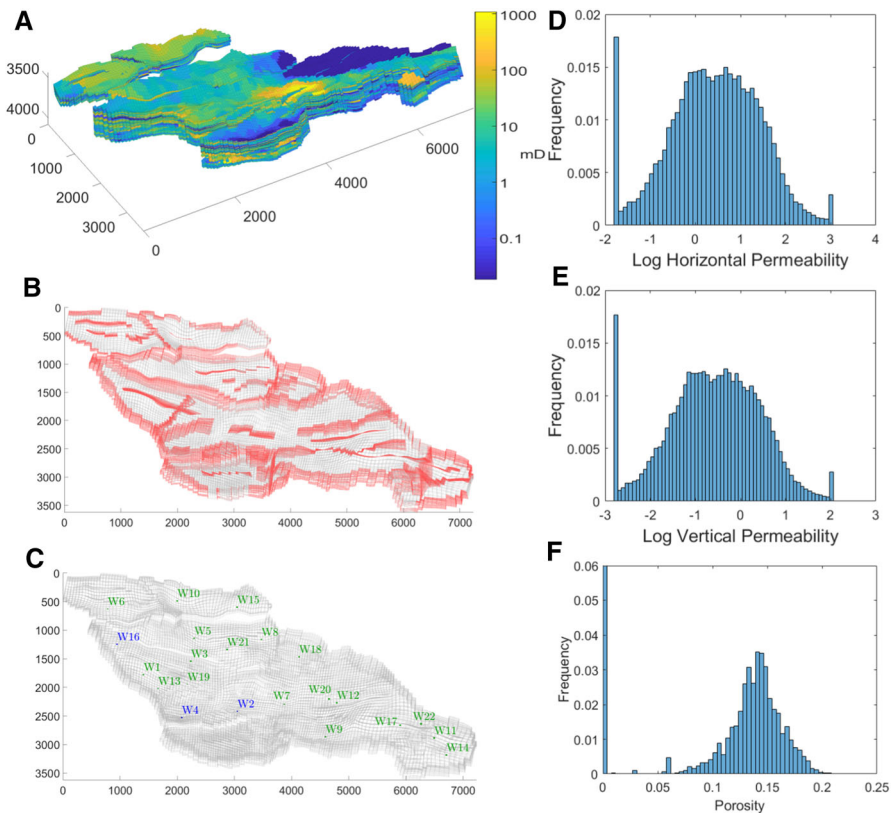 A
1000
100
10
mD
1
0.1
3500
4000
0
1000
2000
3000
0
2000
4000
6000
B
0
500
1000
1500
2000
2500
3000
3500
0 1000 2000 3000 4000 5000 6000 7000
C
0
500
1000
1500
2000
2500
3000
3500
0 1000 2000 3000 4000 5000 6000 7000
W6
W10
W15
W16
W5
W8
W21
W3
W18
W1
W13
W19
W20
W7
W12
W4
W2
W9
W17
W22
W11
W14
D
0.02
0.015
0.01
0.005
0
Frequency
-2 -1 0 1 2 3 4
Log Horizontal Permeability
E
0.02
0.015
0.01
0.005
0
Frequency
-3 -2 -1 0 1 2 3
Log Vertical Permeability
F
0.06
0.05
0.04
0.03
0.02
0.01
0
Frequency
0 0.05 0.1 0.15 0.2 0.25
Porosity